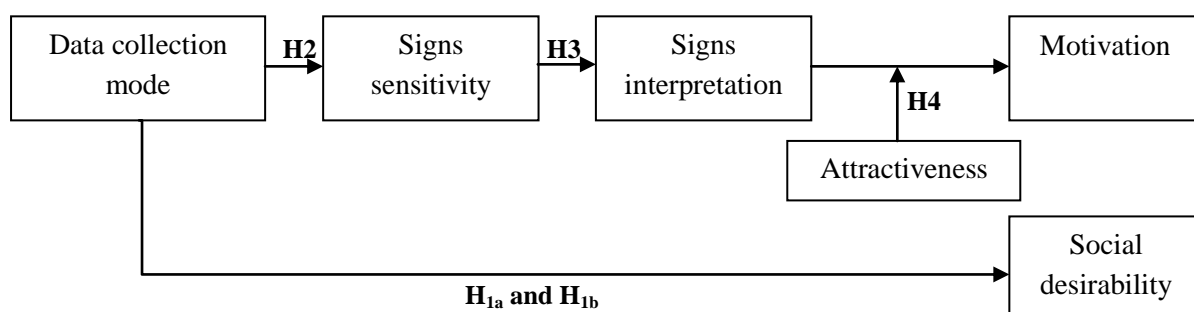 Data collection
mode
H2
Signs
sensitivity
H3
Signs
interpretation
Motivation
H4
Attractiveness
Social
desirability
H1a and H1b